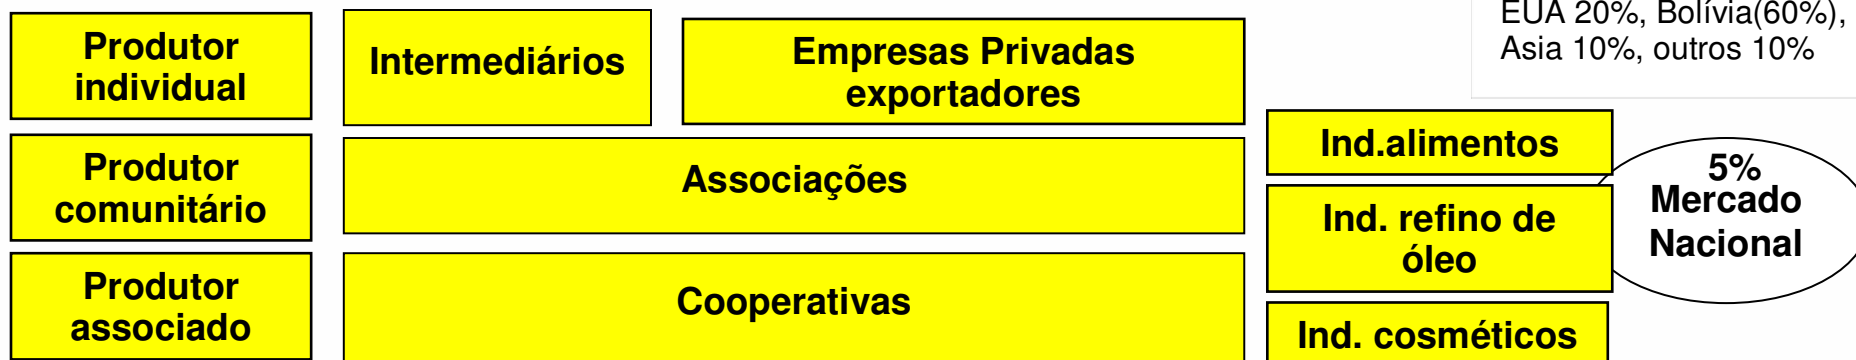 EUA 20%, Bolívia(60%),
Asia 10%, outros 10%
Produtor
individual
Intermediários
Empresas Privadas
exportadores
Produtor
comunitário
Associações
Ind.alimentos
5%
Mercado
Nacional
Ind. refino de
óleo
Produtor
associado
Cooperativas
Ind. cosméticos